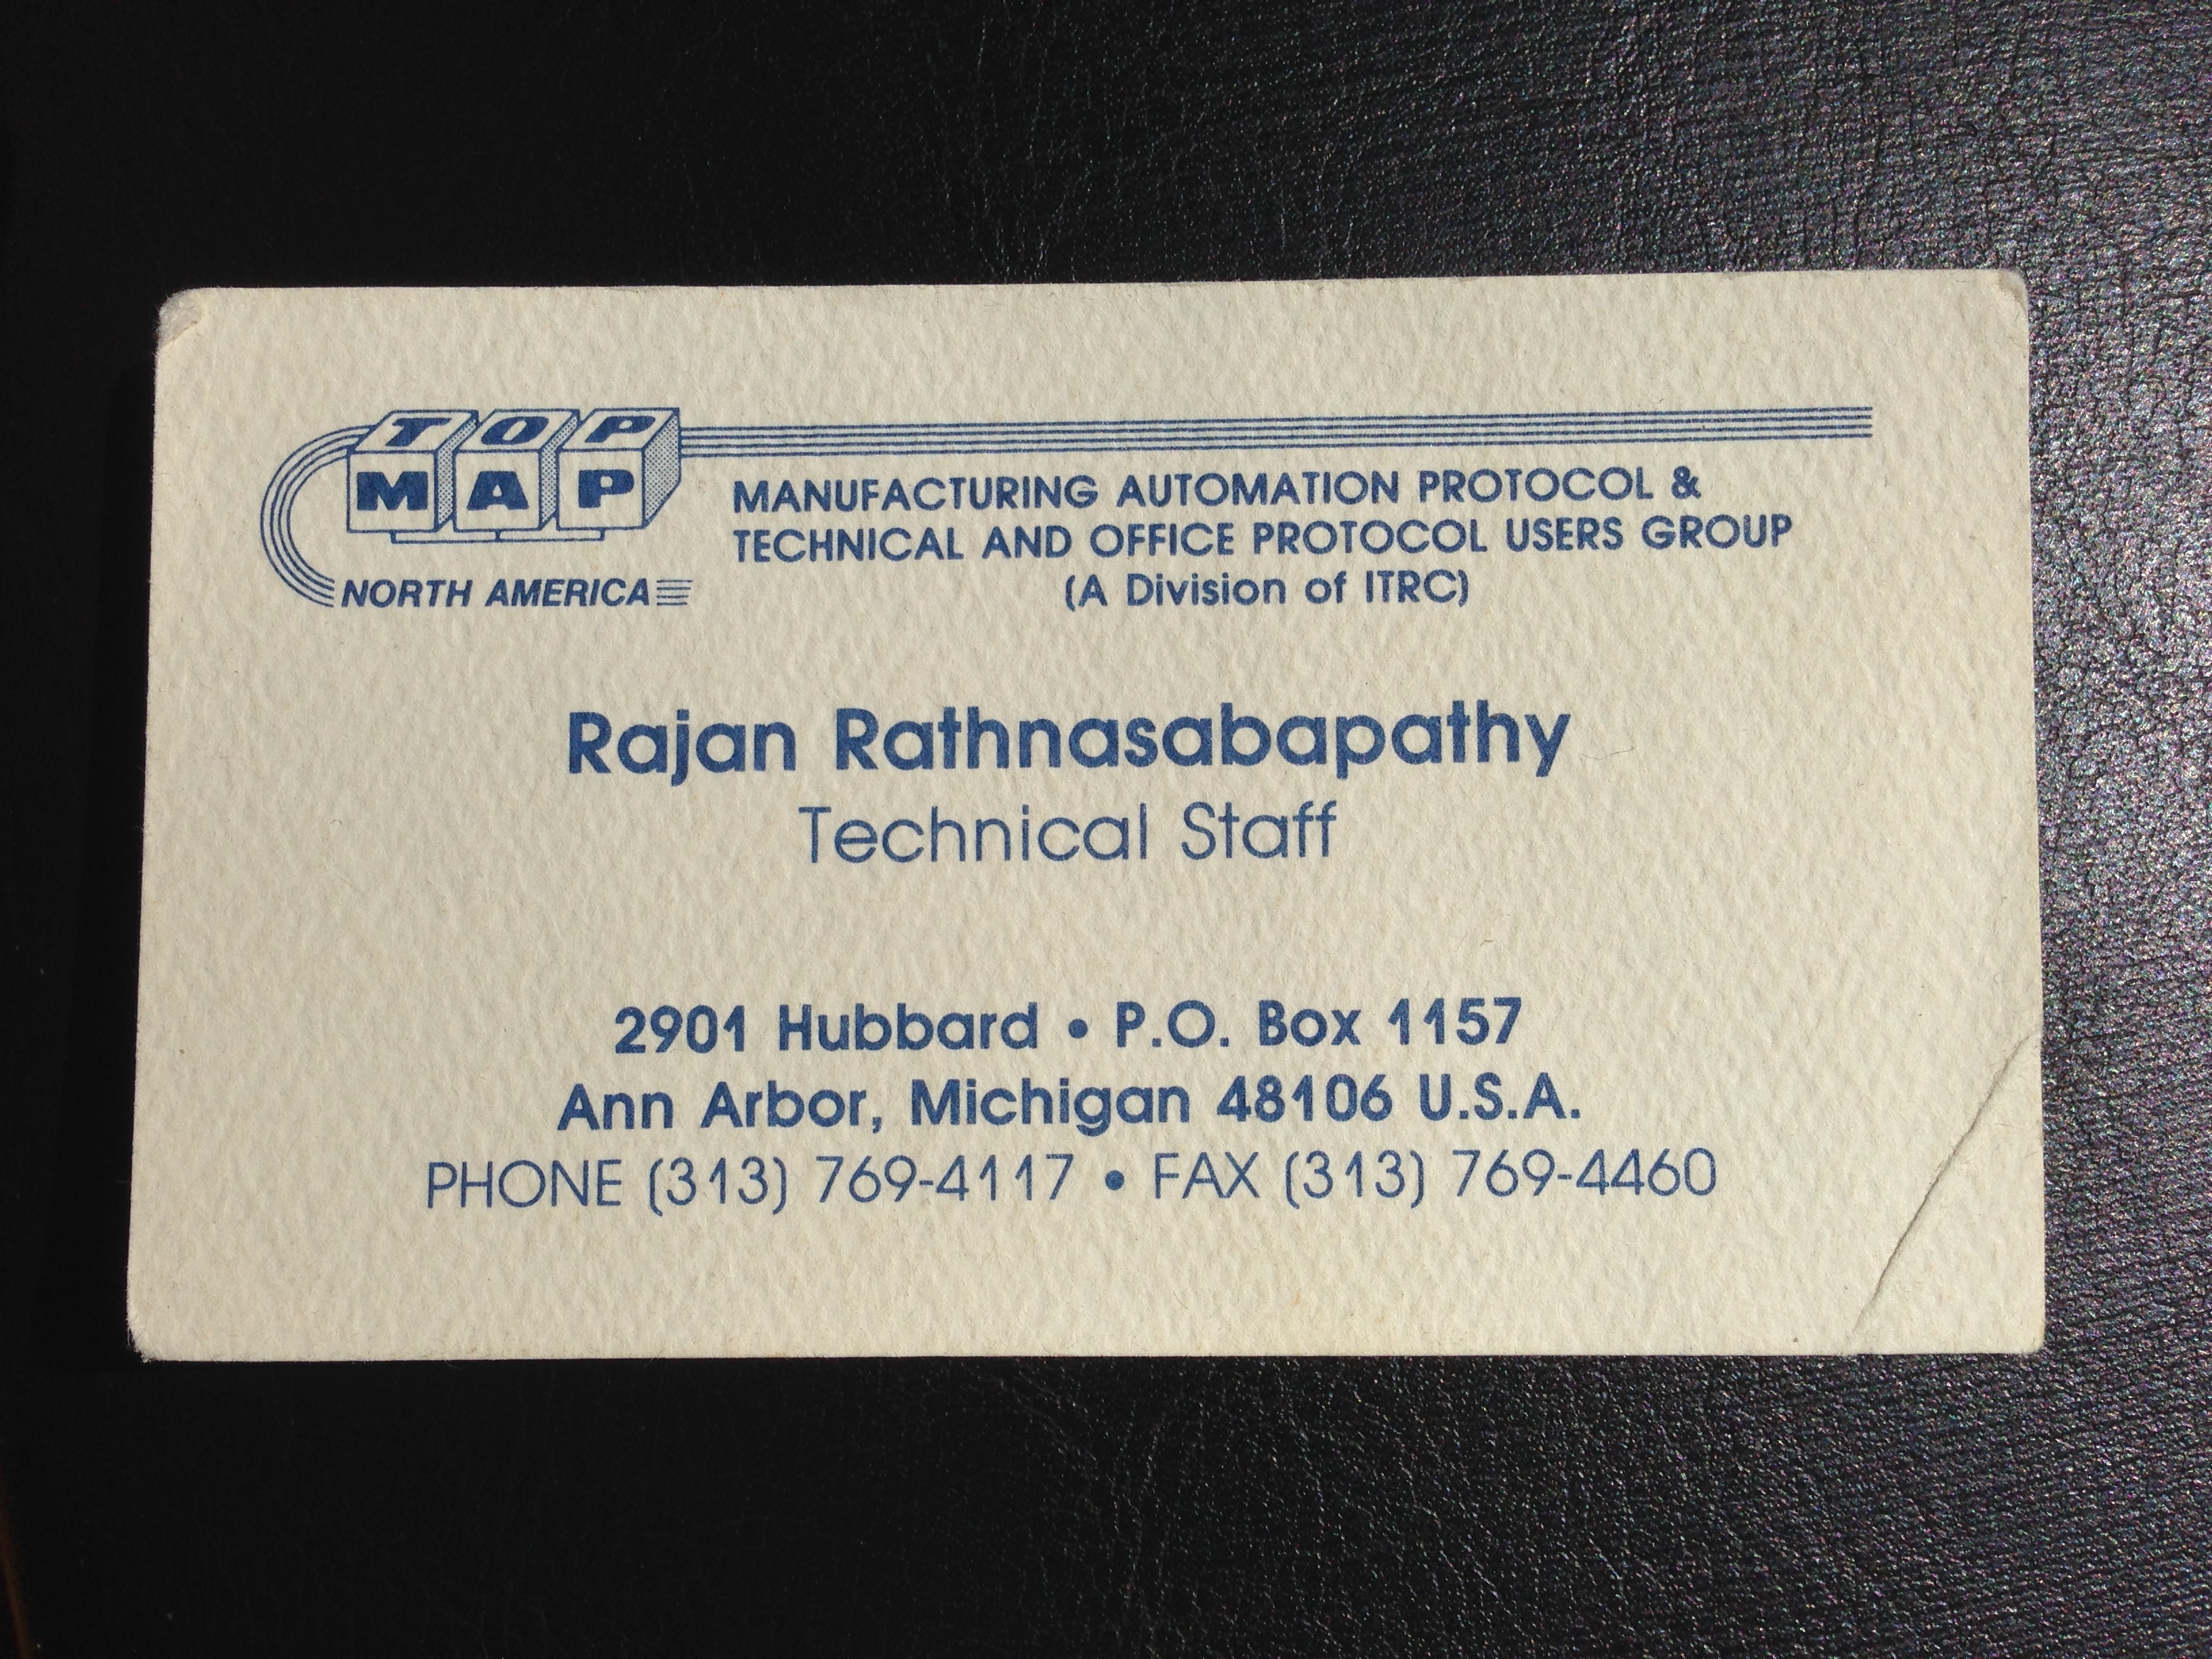 TOP
MAP
NORTH AMERICA
MANUFACTURING AUTOMATION PROTOCOL &
TECHNICAL AND OFFICE PROTOCOL USERS GROUP
(A Division of ITRC)
Rajan Rathnasabapathy
Technical Staff
2901 Hubbard • P.O. Box 1157
Ann Arbor, Michigan 48106 U.S.A.
PHONE (313) 769-4117 • FAX (313) 769-4460